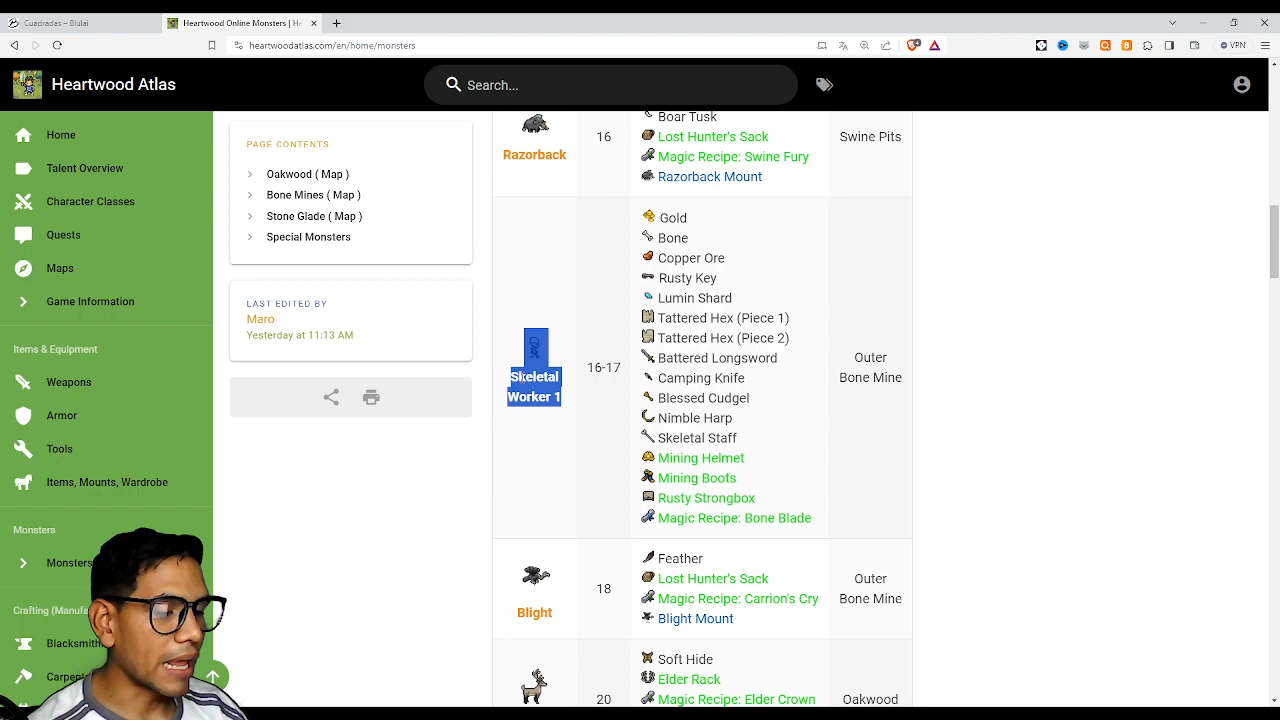 Cuadradas – Blulai
Heartwood Online Monsters | He
heartwoodatlas.com/en/home/monsters
VPN
Heartwood Atlas
Search...
Home
Talent Overview
Character Classes
Quests
Maps
Game Information
Items & Equipment
Weapons
Armor
Tools
Items, Mounts, Wardrobe
Monsters
Monsters
Crafting (Manufa
Blacksmith
Carpent
PAGE CONTENTS
Oakwood ( Map )
Bone Mines ( Map )
Stone Glade ( Map )
Special Monsters
LAST EDITED BY
Maro
Yesterday at 11:13 AM
Razorback
16
Boar Tusk
Lost Hunter's Sack
Magic Recipe: Swine Fury
Razorback Mount
Swine Pits
Skeletal
Worker 1
16-17
Gold
Bone
Copper Ore
Rusty Key
Lumin Shard
Tattered Hex (Piece 1)
Tattered Hex (Piece 2)
Battered Longsword
Camping Knife
Blessed Cudgel
Nimble Harp
Skeletal Staff
Mining Helmet
Mining Boots
Rusty Strongbox
Magic Recipe: Bone Blade
Outer
Bone Mine
Blight
18
Feather
Lost Hunter's Sack
Magic Recipe: Carrion's Cry
Blight Mount
Outer
Bone Mine
20
Soft Hide
Elder Rack
Magic Recipe: Elder Crown
Oakwood